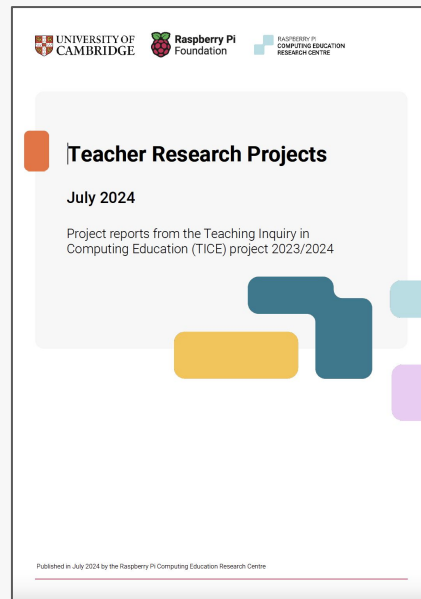 UNIVERSITY OF
CAMBRIDGE
Raspberry Pi
Foundation
RASPBERRY PI
COMPUTING EDUCATION
RESEARCH CENTRE
Teacher Research Projects
July 2024
Project reports from the Teaching Inquiry in
Computing Education (TICE) project 2023/2024
Published in July 2024 by the Raspberry Pi Computing Education Research Centre